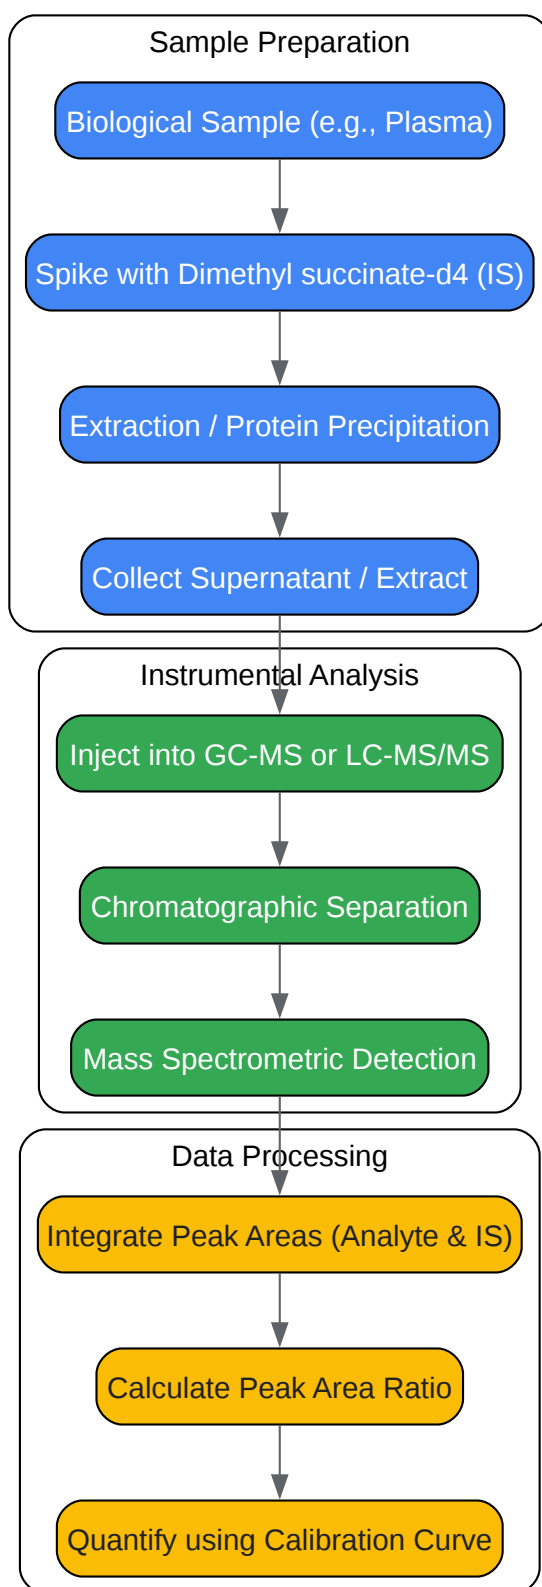 Sample Preparation
Biological Sample (e.g., Plasma)
Spike with Dimethyl succinate-d4 (IS)
Extraction / Protein Precipitation
Collect Supernatant / Extract
Instrumental Analysis
Inject into GC-MS or LC-MS/MS
Chromatographic Separation
Mass Spectrometric Detection
Data Processing
Integrate Peak Areas (Analyte & IS)
Calculate Peak Area Ratio
Quantify using Calibration Curve